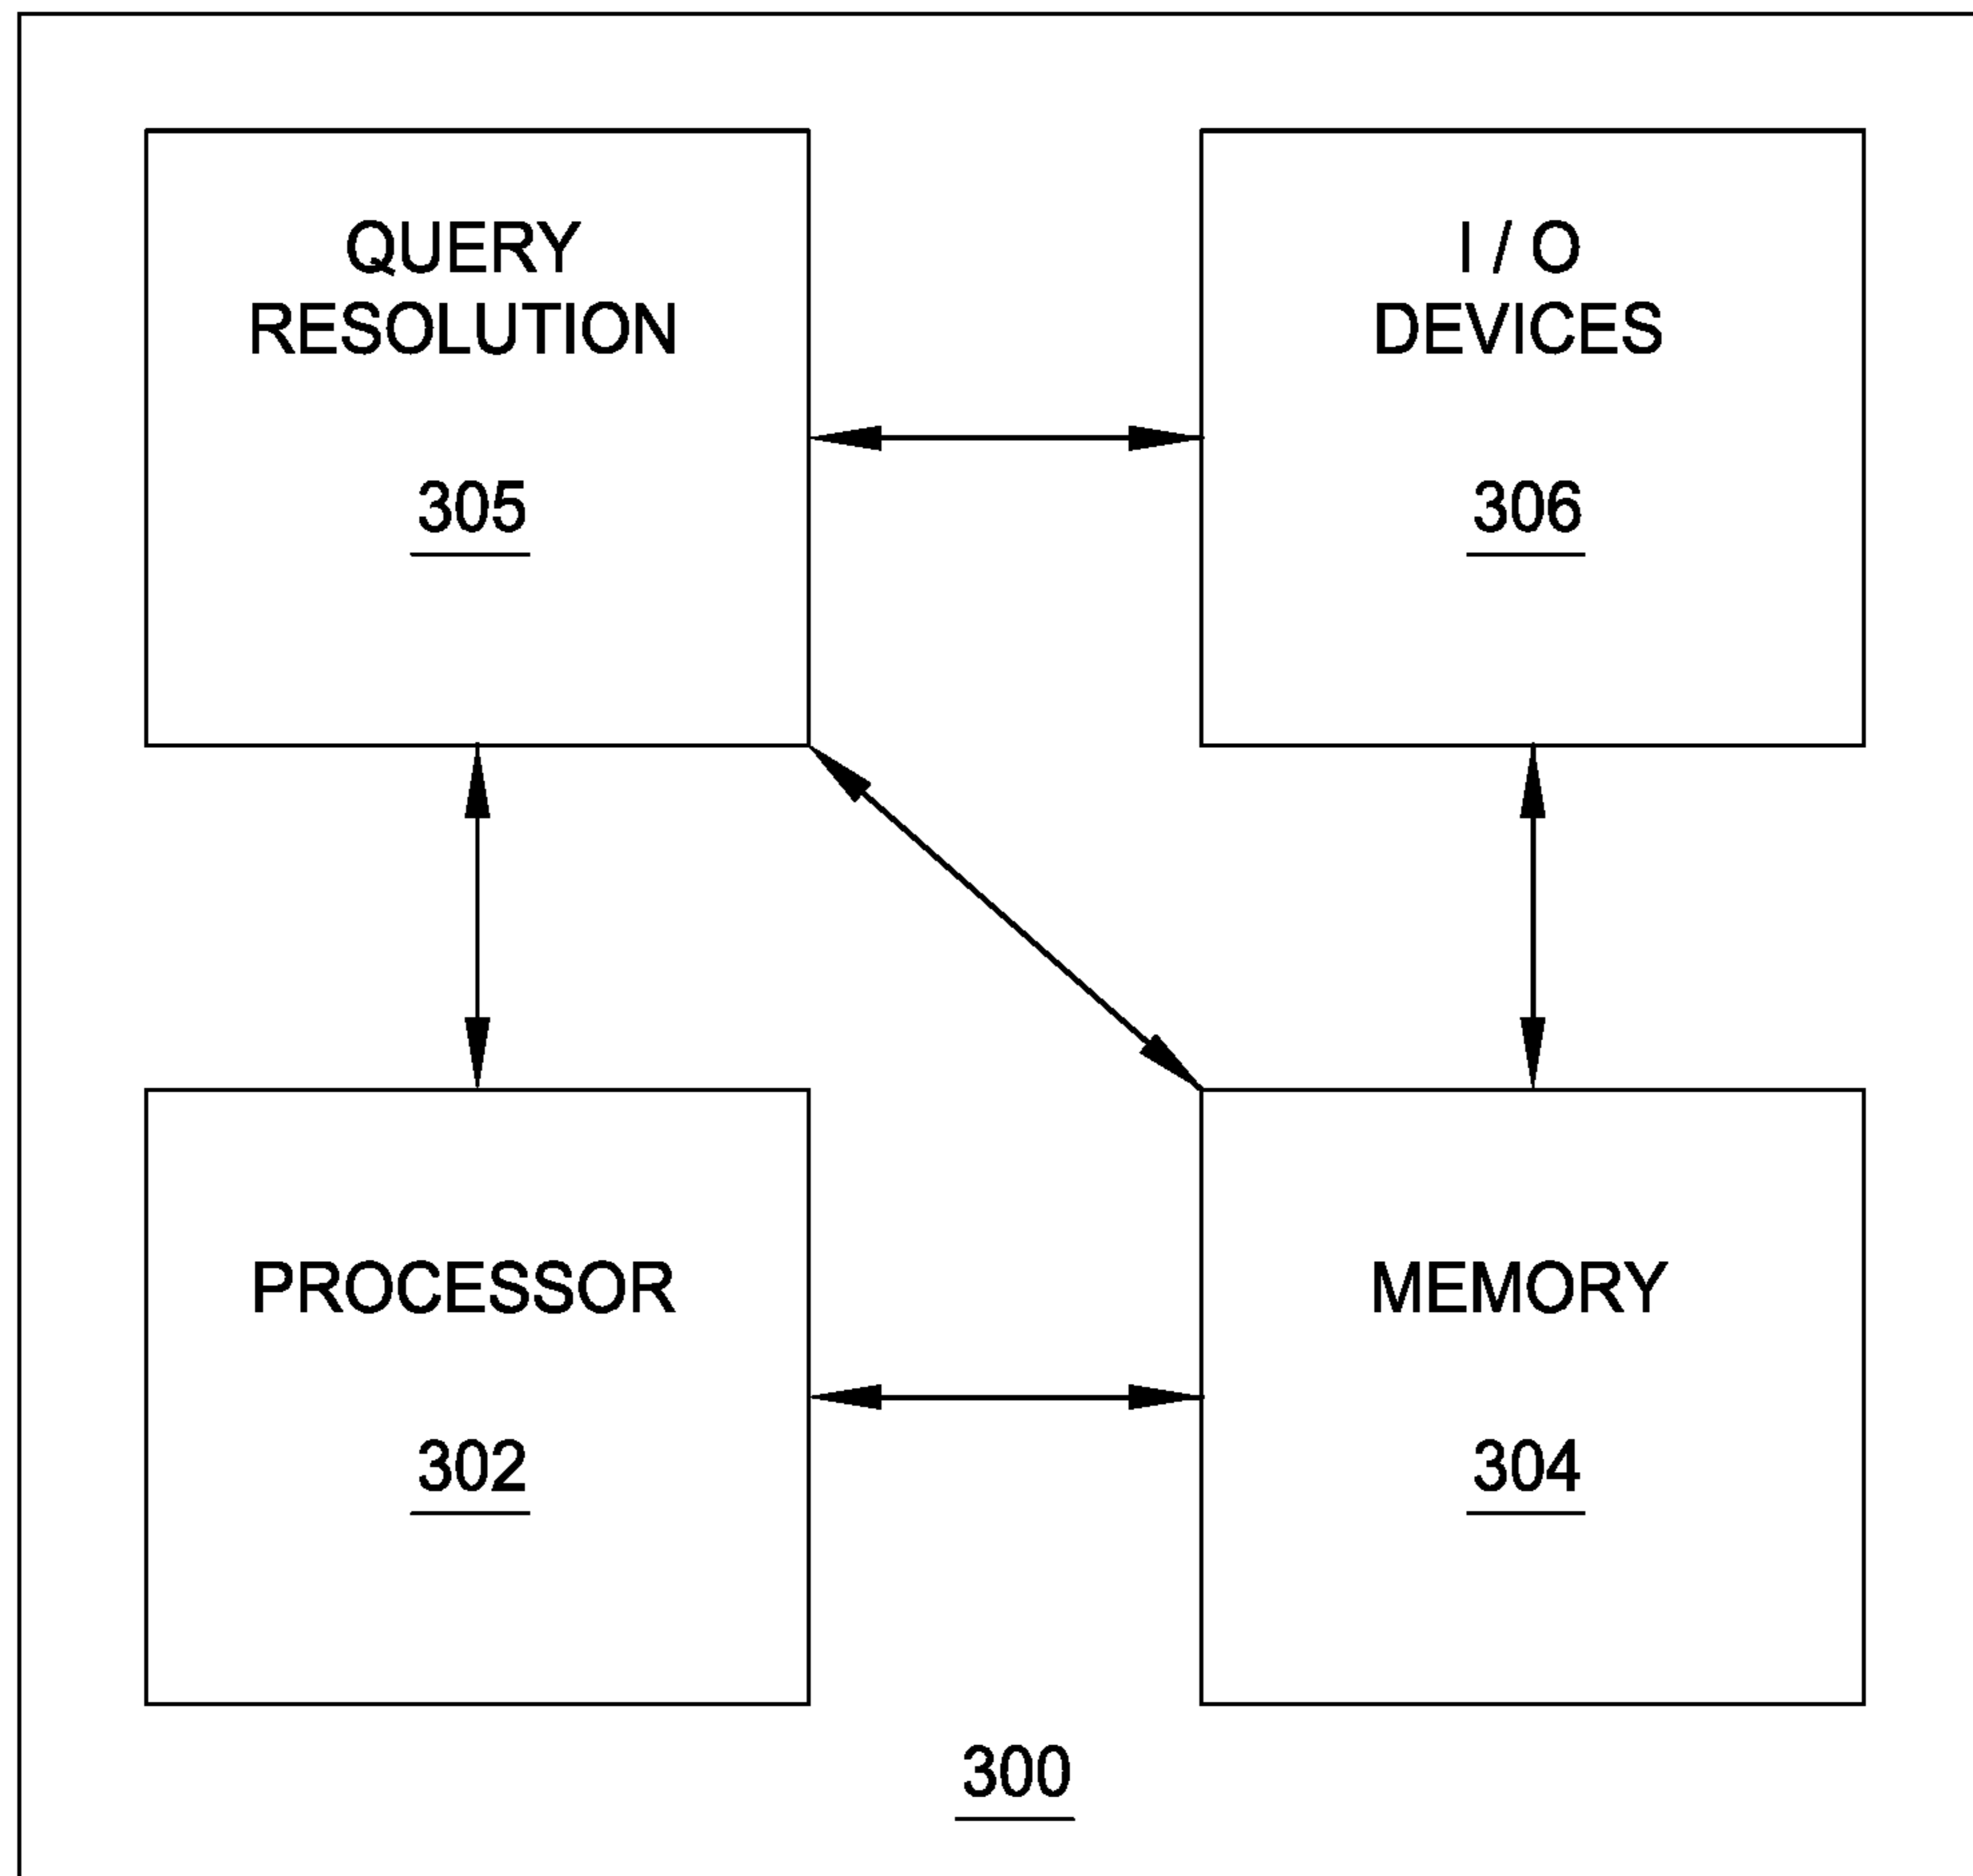 QUERY
RESOLUTION
305
I / O
DEVICES
306
PROCESSOR
302
MEMORY
304
300